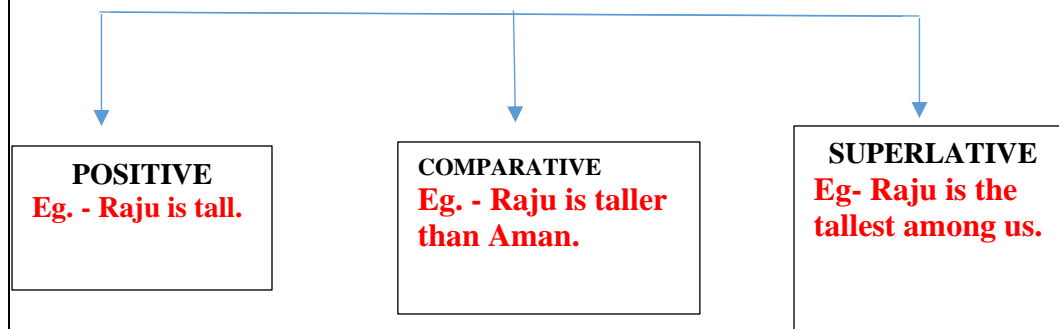 POSITIVE
Eg. - Raju is tall.
COMPARATIVE
Eg. - Raju is taller
than Aman.
SUPERLATIVE
Eg- Raju is the
tallest among us.